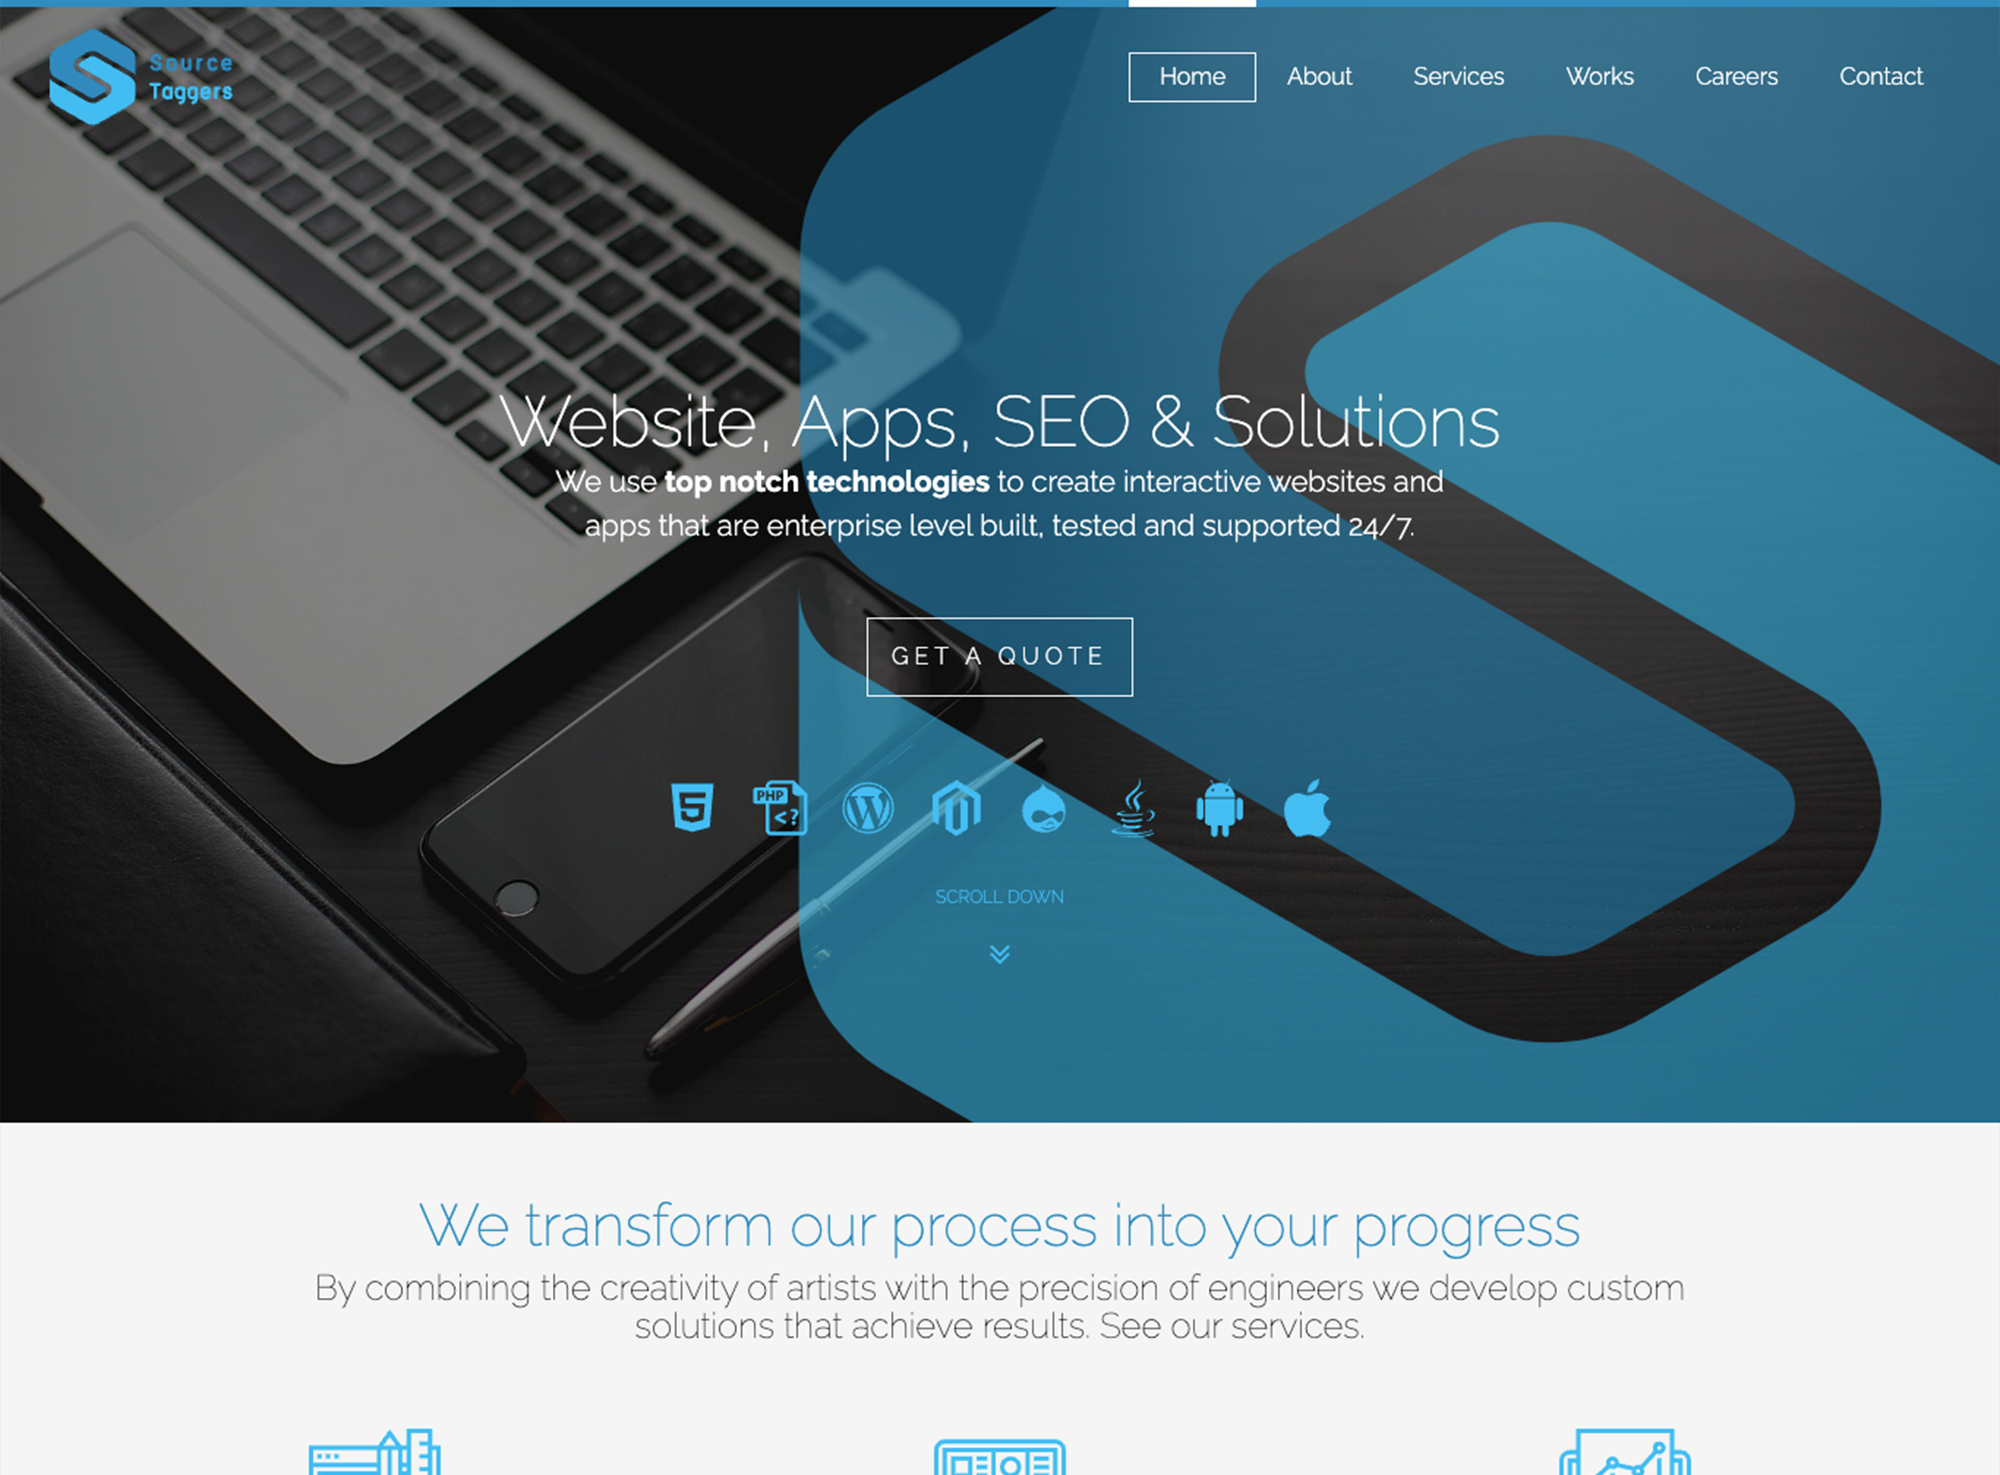 Source
Taggers
Home
About
Services
Works
Careers
Contact
Website, Apps, SEO & Solutions
We use top notch technologies to create interactive websites and
apps that are enterprise level built, tested and supported 24/7.
GET A QUOTE
5
PHP
<?
W
SCROLL DOWN
We transform our process into your progress
By combining the creativity of artists with the precision of engineers we develop custom
solutions that achieve results. See our services.